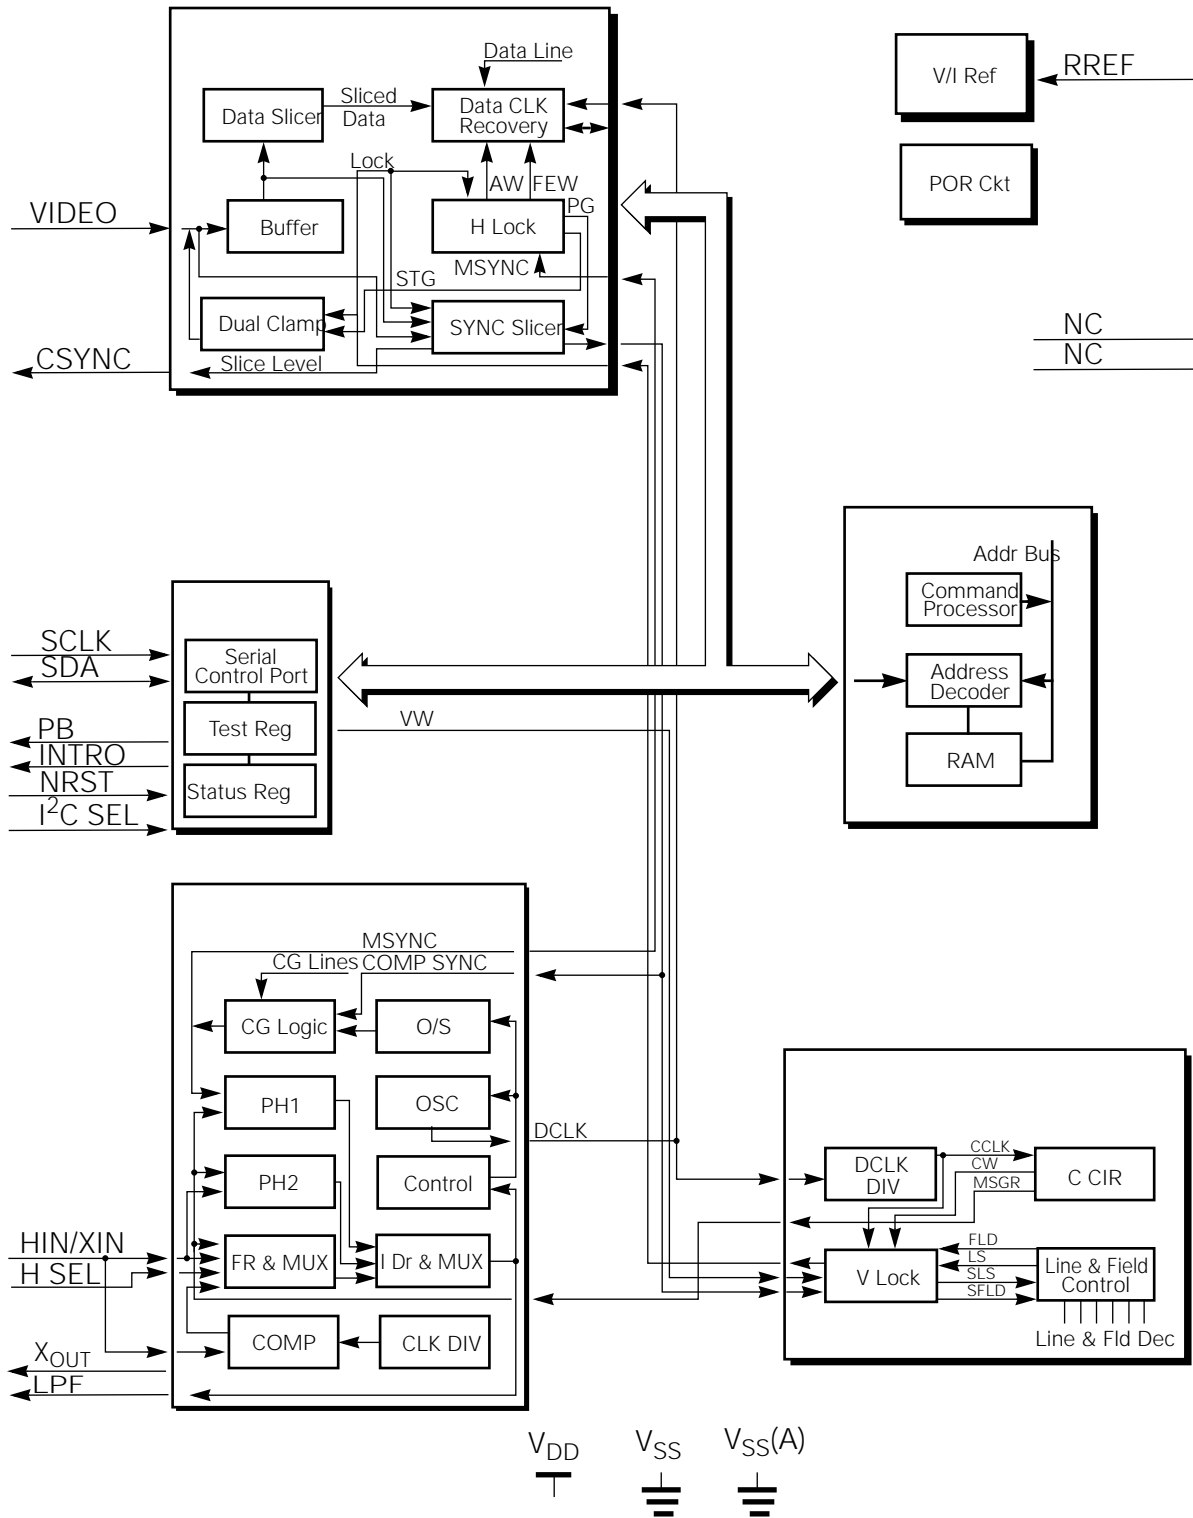 Data Line
RREF
V/I Ref
Sliced
Data
Data Slicer
Data CLK
Recovery
POR Ckt
Lock
AW
FEW
PG
VIDEO
Buffer
H Lock
MSYNC
STG
Dual Clamp
SYNC Slicer
NC
NC
CSYNC
Slice Level
Addr Bus
Command
Processor
SCLK
SDA
Serial
Control Port
Address
Decoder
VW
PB
INTRO
NRST
I2C SEL
Test Reg
Status Reg
RAM
MSYNC
CG Lines
COMP SYNC
CG Logic
O/S
PH1
OSC
DCLK
PH2
Control
DCLK
DIV
CCLK
CW
MSGR
C CIR
HIN/XIN
H SEL
FR & MUX
I Dr & MUX
V Lock
FLD
LS
SLS
SFLD
Line & Field
Control
Line & Fld Dec
COMP
CLK DIV
XOUT
LPF
VDD
VSS
VSS(A)